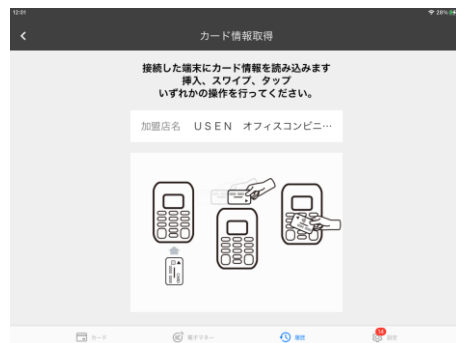 12:01
28%
カード情報取得
接続した端末にカード情報を読み込みます
挿入、スワイプ、タップ
いずれかの操作を行ってください。
加盟店名 USEN オフィスコンビニ…
カード
電子マネー
履歴
14
設定